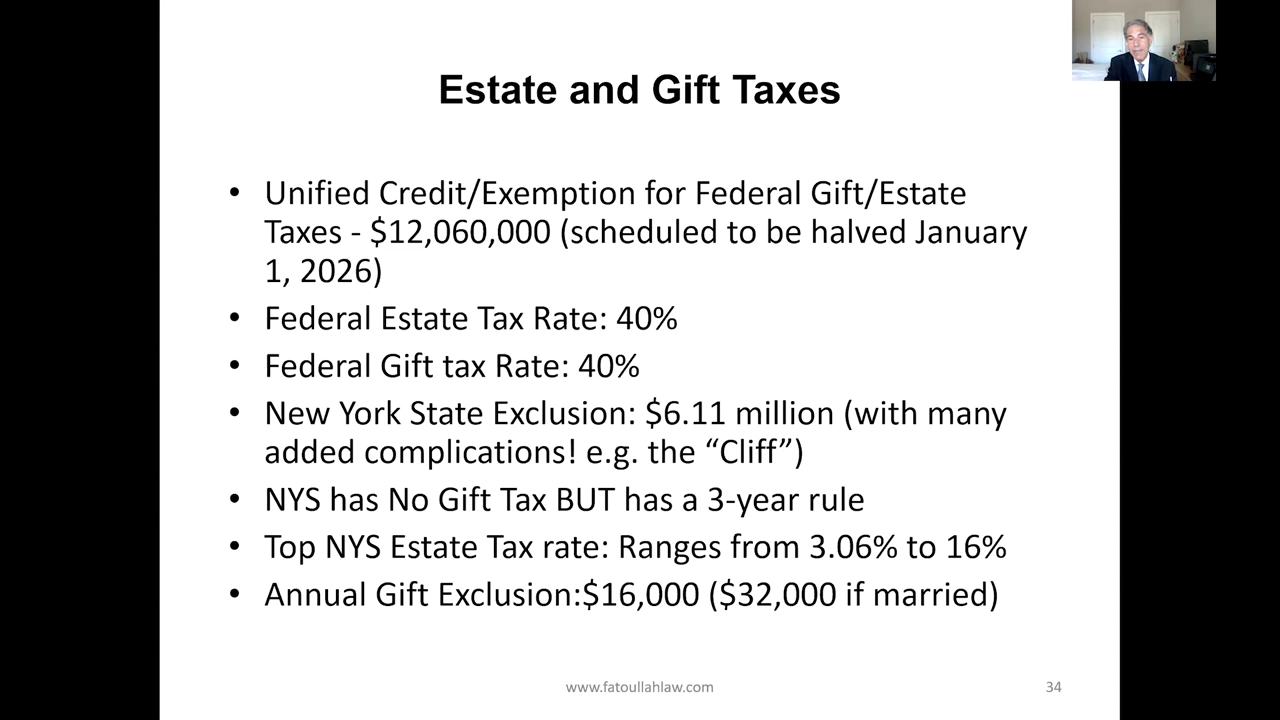 Estate and Gift Taxes
• Unified Credit/Exemption for Federal Gift/Estate
Taxes - $12,060,000 (scheduled to be halved January
1, 2026)
• Federal Estate Tax Rate: 40%
• Federal Gift tax Rate: 40%
• New York State Exclusion: $6.11 million (with many
added complications! e.g. the “Cliff”)
• NYS has No Gift Tax BUT has a 3-year rule
• Top NYS Estate Tax rate: Ranges from 3.06% to 16%
• Annual Gift Exclusion:$16,000 ($32,000 if married)
www.fatoullahlaw.com
34